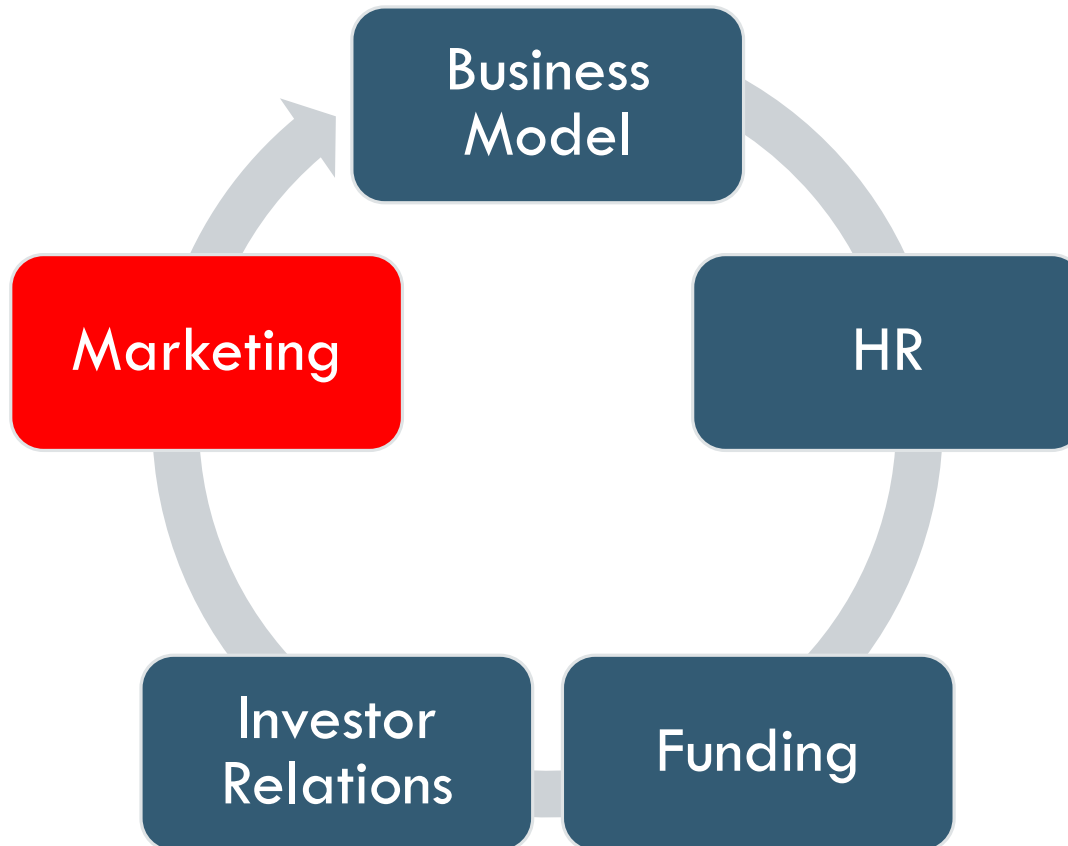 Business
Model
HR
Funding
Investor
Relations
Marketing